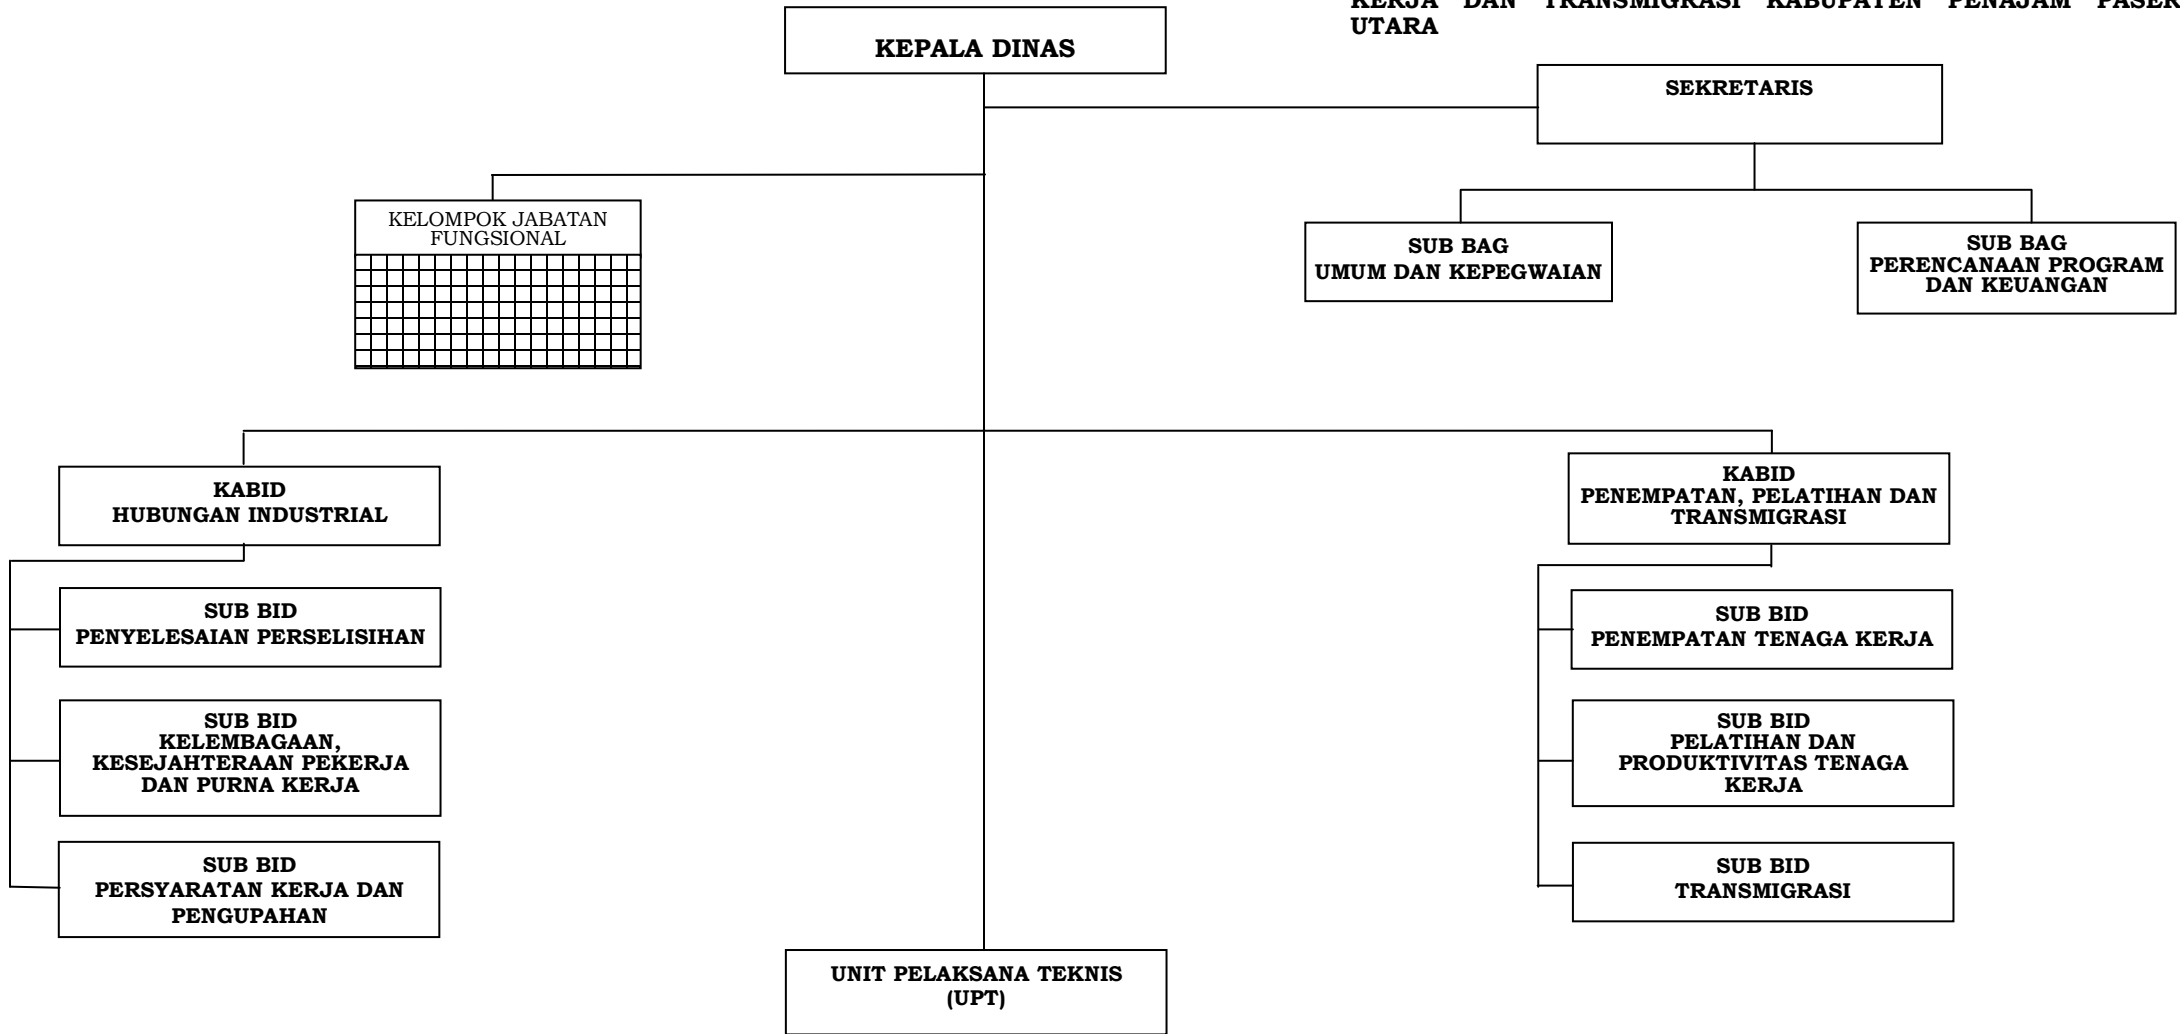 KERJA DAN TRANSMIGRASI KABUPATEN PENAJAM PASER
UTARA
KEPALA DINAS
SEKRETARIS
KELOMPOK JABATAN
FUNGSIONAL
SUB BAG
UMUM DAN KEPEGWAIAN
SUB BAG
PERENCANAAN PROGRAM
DAN KEUANGAN
KABID
HUBUNGAN INDUSTRIAL
KABID
PENEMPATAN, PELATIHAN DAN
TRANSMIGRASI
SUB BID
PENYELESAIAN PERSELISIHAN
SUB BID
KELEMBAGAAN,
KESEJAHTERAAN PEKERJA
DAN PURNA KERJA
SUB BID
PERSYARATAN KERJA DAN
PENGUPAHAN
SUB BID
PENEMPATAN TENAGA KERJA
SUB BID
PELATIHAN DAN
PRODUKTIVITAS TENAGA
KERJA
SUB BID
TRANSMIGRASI
UNIT PELAKSANA TEKNIS
(UPT)